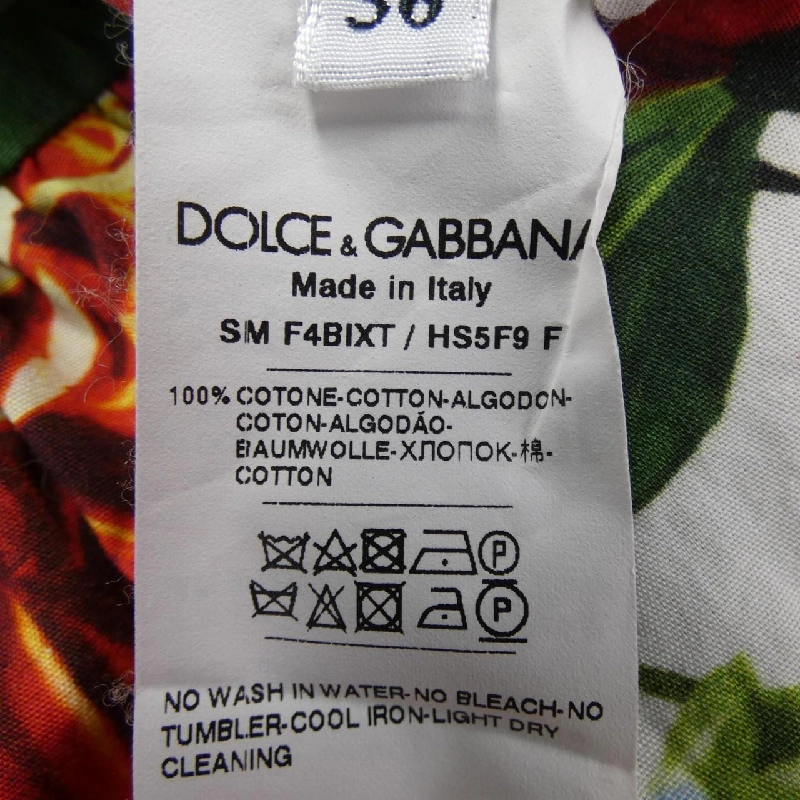 36
DOLCE & GABBANA
Made in Italy
SM F4BIXT / HS5F9 F
100% COTONE-COTTON-ALGODON-
COTON-ALGODÃO-
BAUMWOLLE-ХЛОПОК-棉-
COTTON
P
P
NO WASH IN WATER-NO BLEACH-NO
TUMBLER-COOL IRON-LIGHT DRY
CLEANING